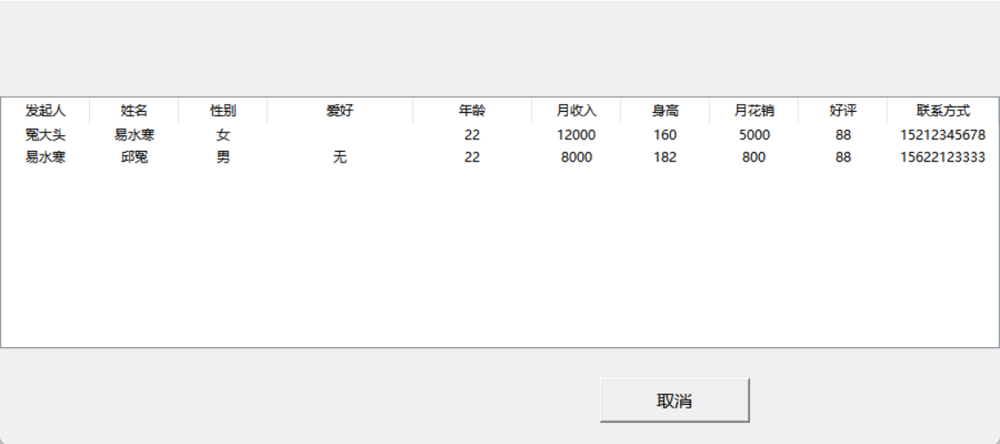 发起人 姓名 性别 爱好 年龄 月收入 身高 月花销 好评 联系方式
冤大头 易水寒 女 22 12000 160 5000 88 15212345678
易水寒 邱冤 男 无 22 8000 182 800 88 15622123333
取消